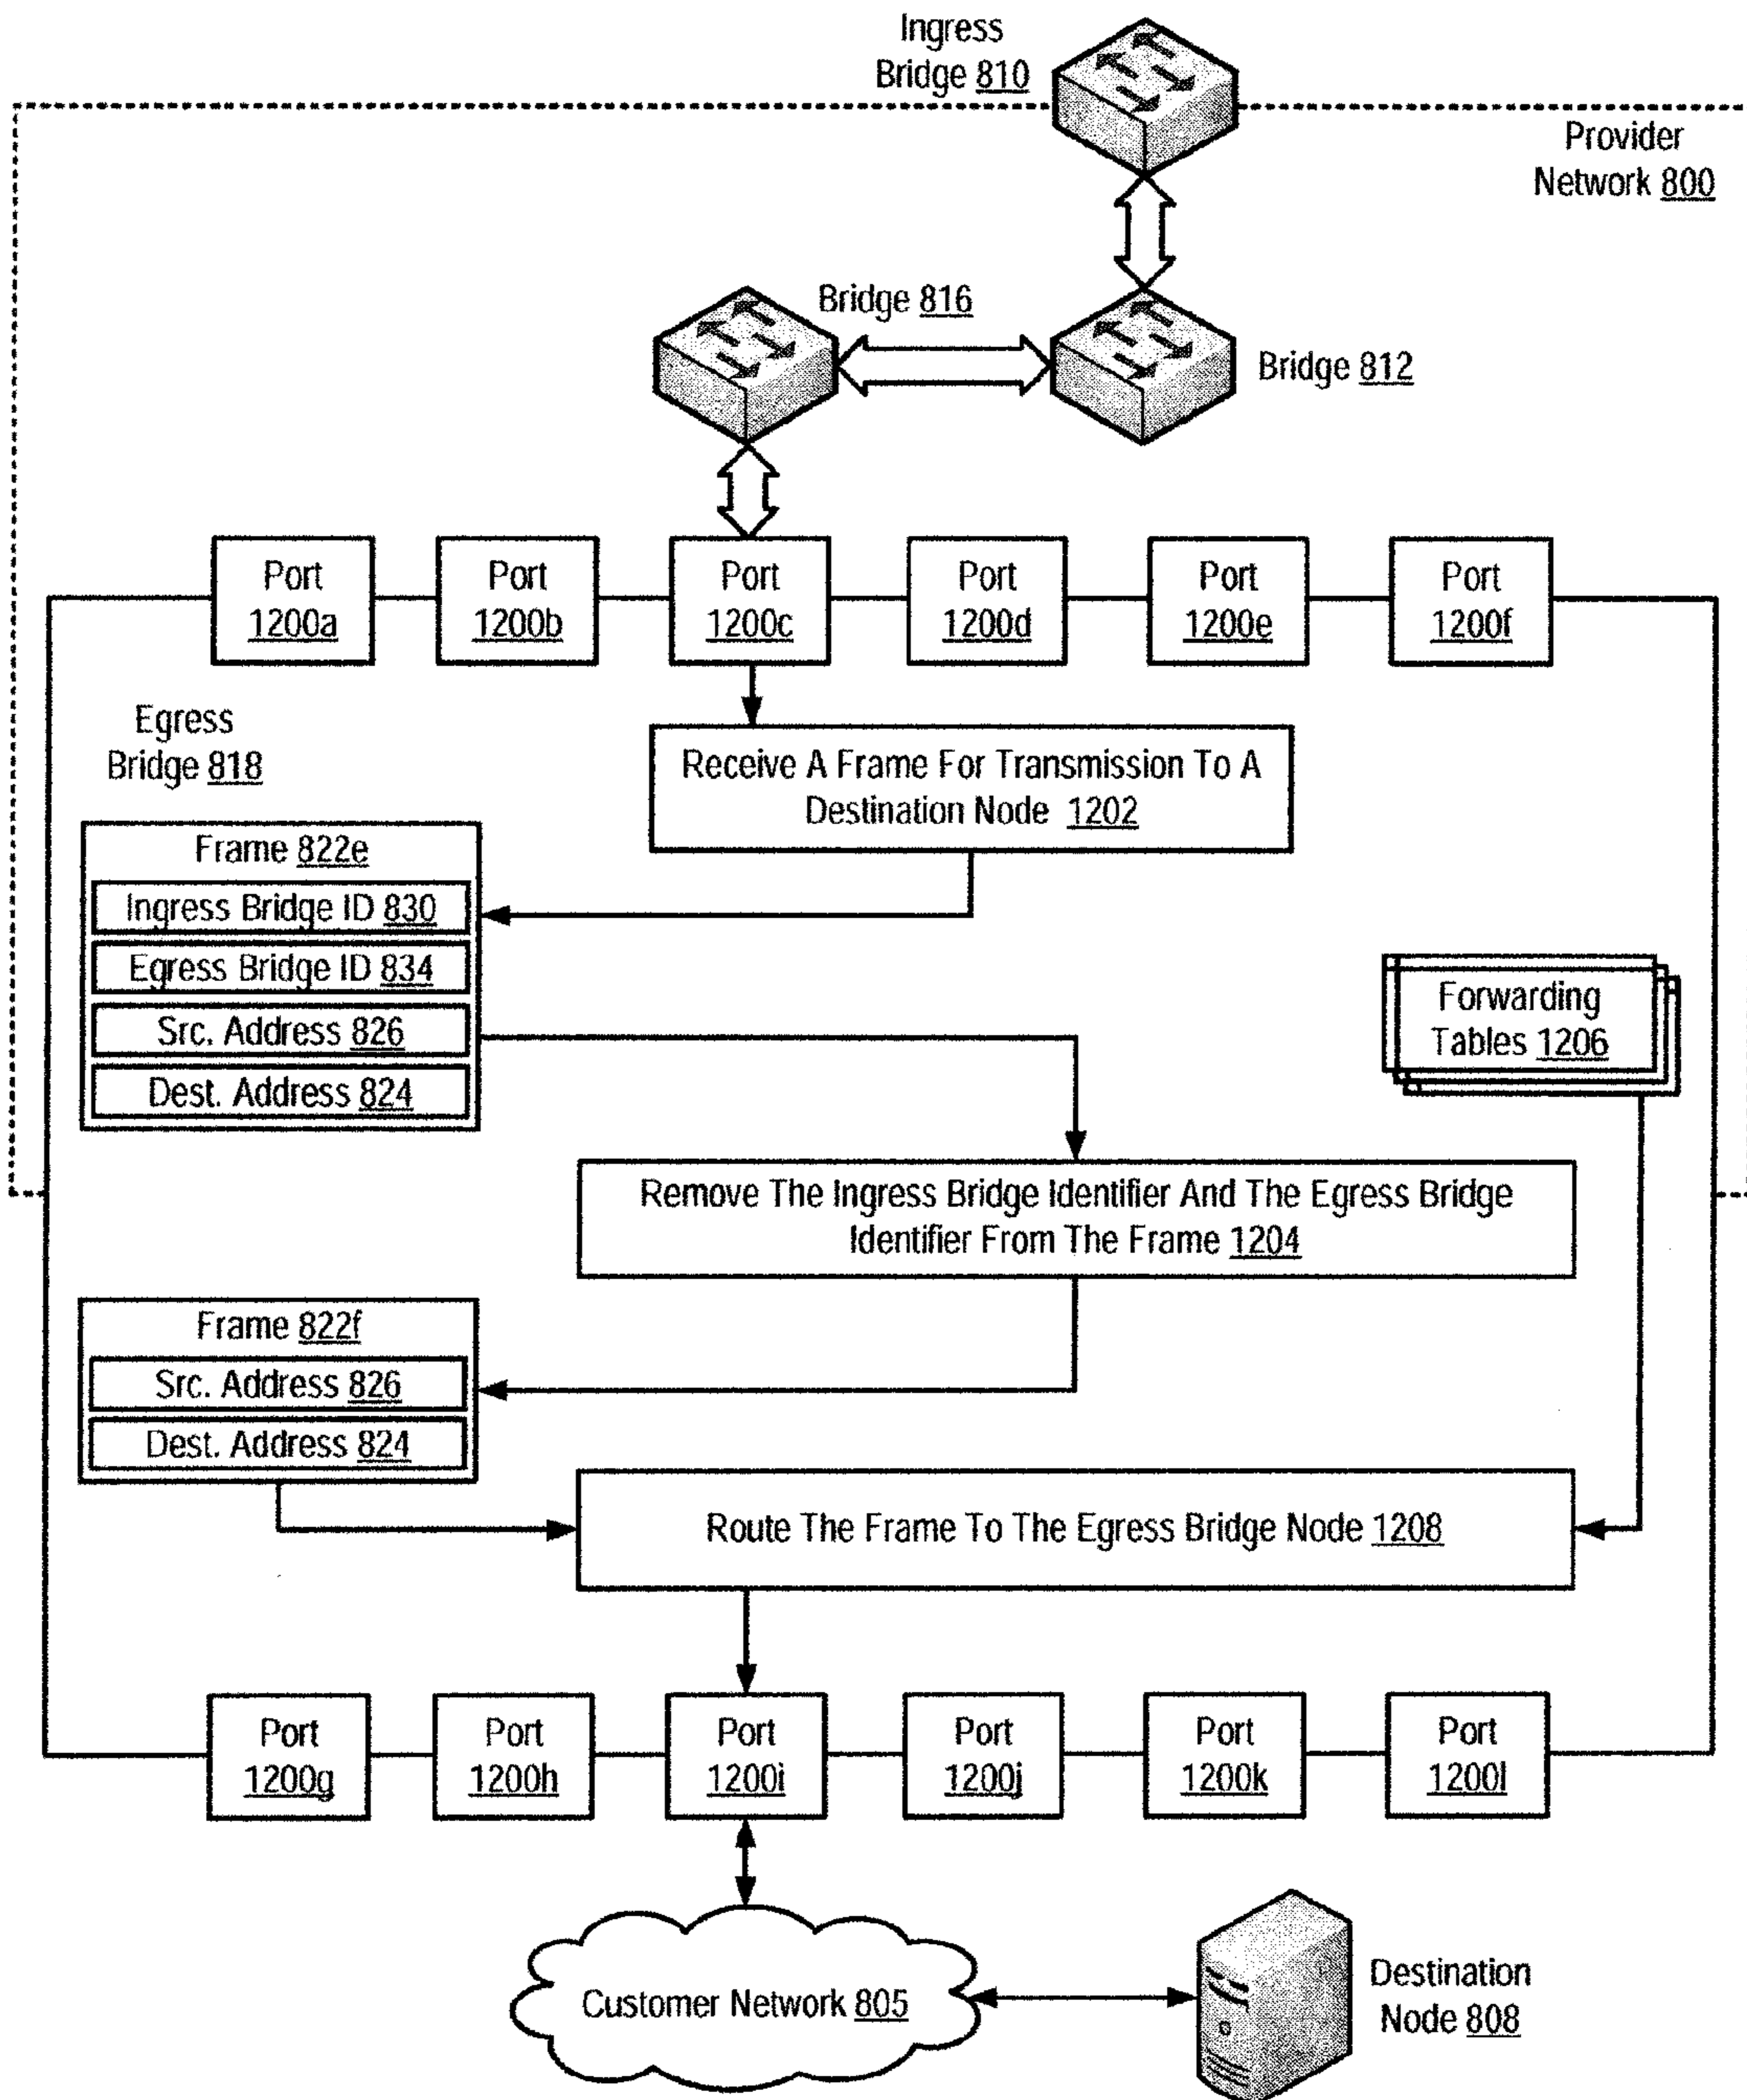 Ingress
Bridge 810
Provider
Network 800
Bridge 816
Bridge 812
Port
1200a
Port
1200b
Port
1200c
Port
1200d
Port
1200e
Port
1200f
Egress
Bridge 818
Receive A Frame For Transmission To A
Destination Node 1202
Frame 822e
Ingress Bridge ID 830
Egress Bridge ID 834
Src. Address 826
Dest. Address 824
Forwarding
Tables 1206
Remove The Ingress Bridge Identifier And The Egress Bridge
Identifier From The Frame 1204
Frame 822f
Src. Address 826
Dest. Address 824
Route The Frame To The Egress Bridge Node 1208
Port
1200g
Port
1200h
Port
1200i
Port
1200j
Port
1200k
Port
1200l
Customer Network 805
Destination
Node 808